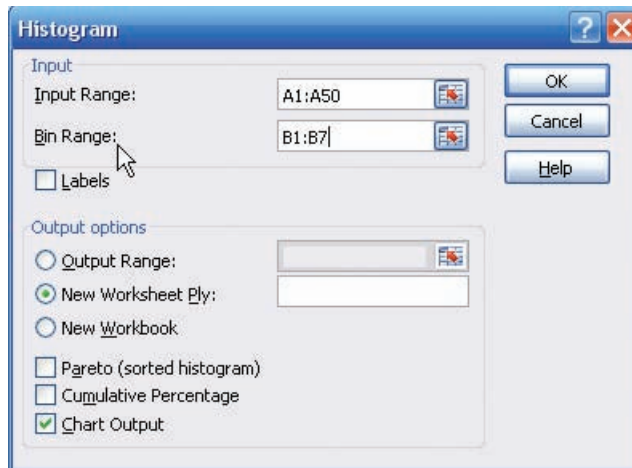 Histogram
Input
Input Range: A1:A50
Bin Range: B1:B7
Labels
OK
Cancel
Help
Output options
Output Range:
New Worksheet Ply:
New Workbook
Pareto (sorted histogram)
Cumulative Percentage
Chart Output